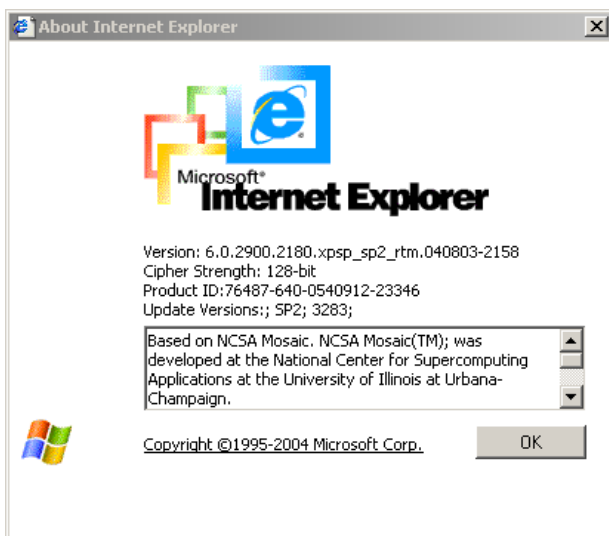 About Internet Explorer
Microsoft®
Internet Explorer
Version: 6.0.2900.2180.xpsp_sp2_rtm.040803-2158
Cipher Strength: 128-bit
Product ID:76487-640-0540912-23346
Update Versions:; SP2; 3283;
Based on NCSA Mosaic. NCSA Mosaic(TM); was
developed at the National Center for Supercomputing
Applications at the University of Illinois at Urbana-
Champaign.
Copyright ©1995-2004 Microsoft Corp.
OK